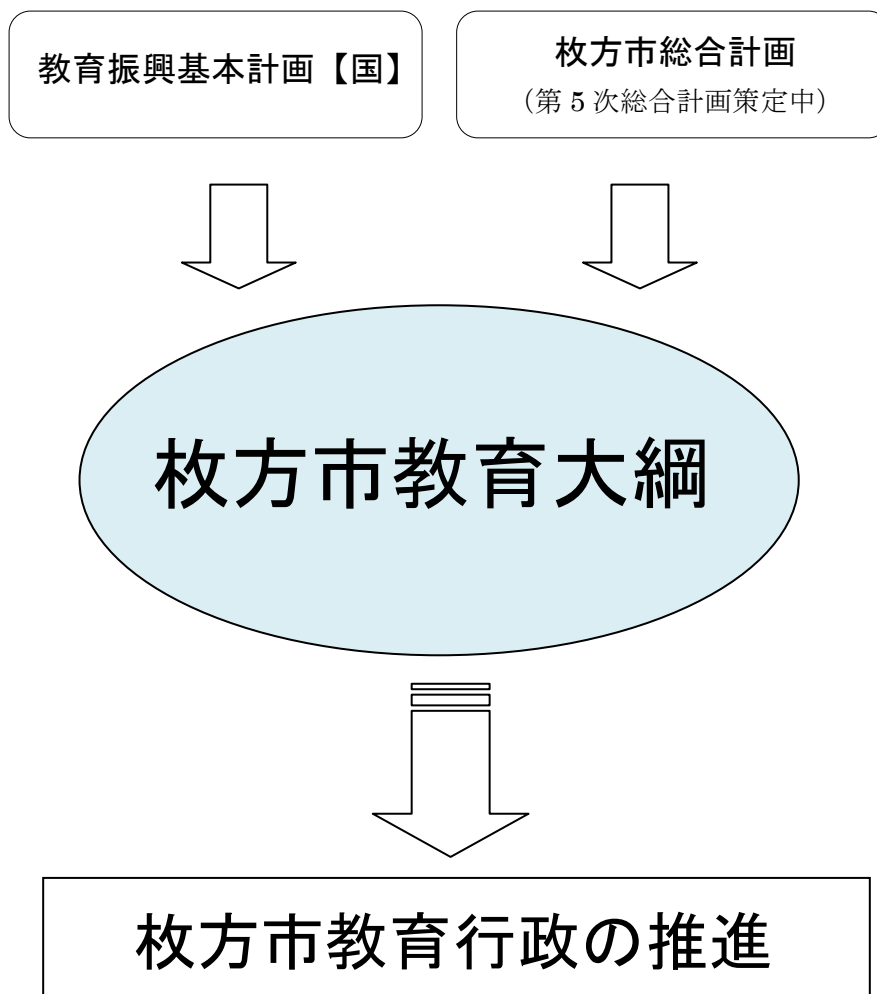 教育振興基本計画【国】
枚方市総合計画
（第5次総合計画策定中）
枚方市教育大綱
枚方市教育行政の推進